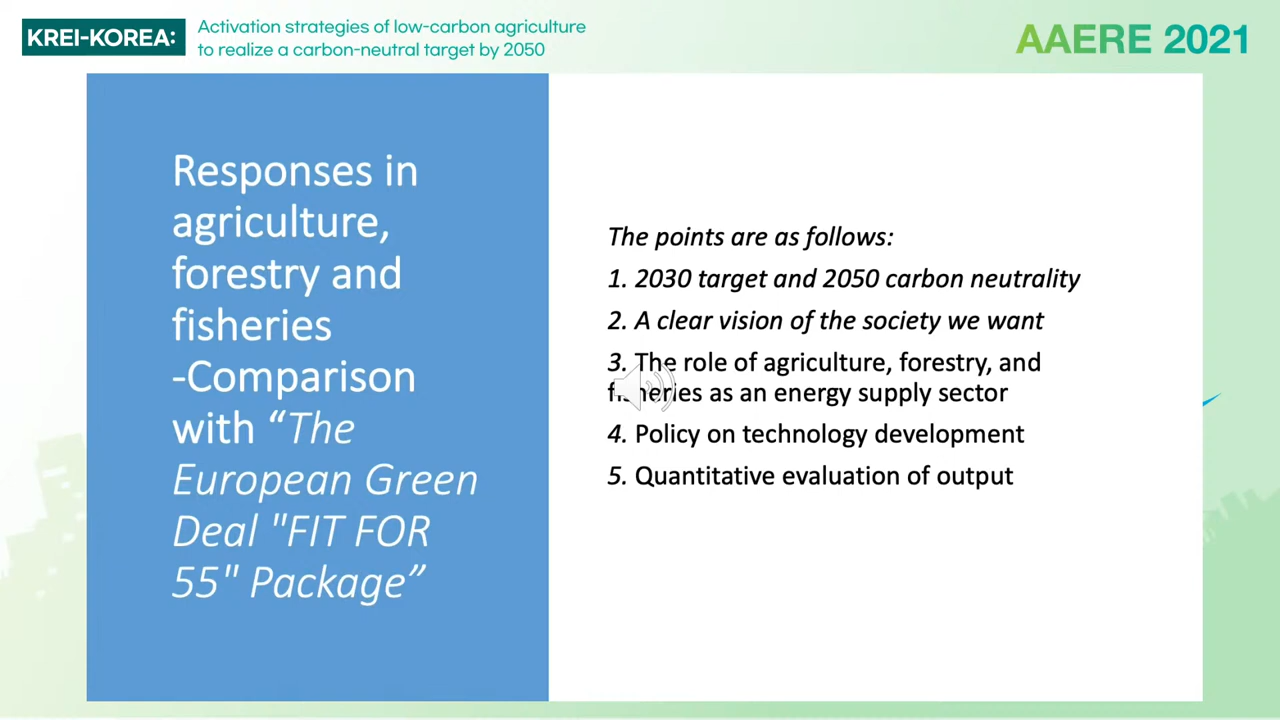 KREI-KOREA:
Activation strategies of low-carbon agriculture
to realize a carbon-neutral target by 2050
AAERE 2021
Responses in
agriculture,
forestry and
fisheries
-Comparison
with “The
European Green
Deal "FIT FOR
55" Package”
The points are as follows:
1. 2030 target and 2050 carbon neutrality
2. A clear vision of the society we want
3. The role of agriculture, forestry, and
fisheries as an energy supply sector
4. Policy on technology development
5. Quantitative evaluation of output